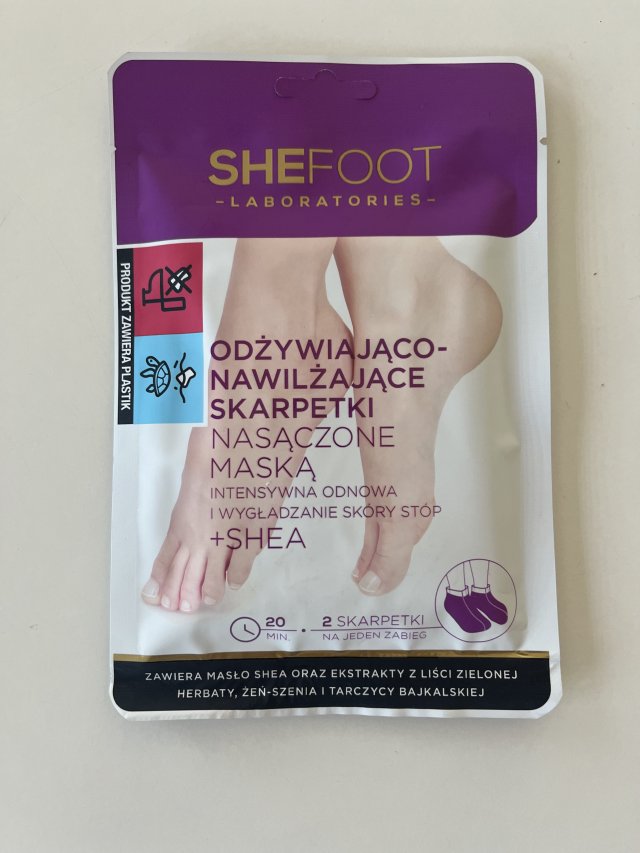 SHEFOOT
-LABORATORIES-
PRODUKT ZAWIERA PLASTIK
ODŻYWIAJĄCO-
NAWILŻAJĄCE
SKARPETKI
NASĄCZONE
MASKĄ
INTENSYWNA ODNOWA
I WYGŁADZANIE SKÓRY STÓP
+SHEA
20
MIN.
• 2 SKARPETKI
NA JEDEN ZABIEG
ZAWIERA MASŁO SHEA ORAZ EKSTRAKTY Z LIŚCI ZIELONEJ
HERBATY, ŻEŃ-SZENIA I TARCZYCY BAJKALSKIEJ